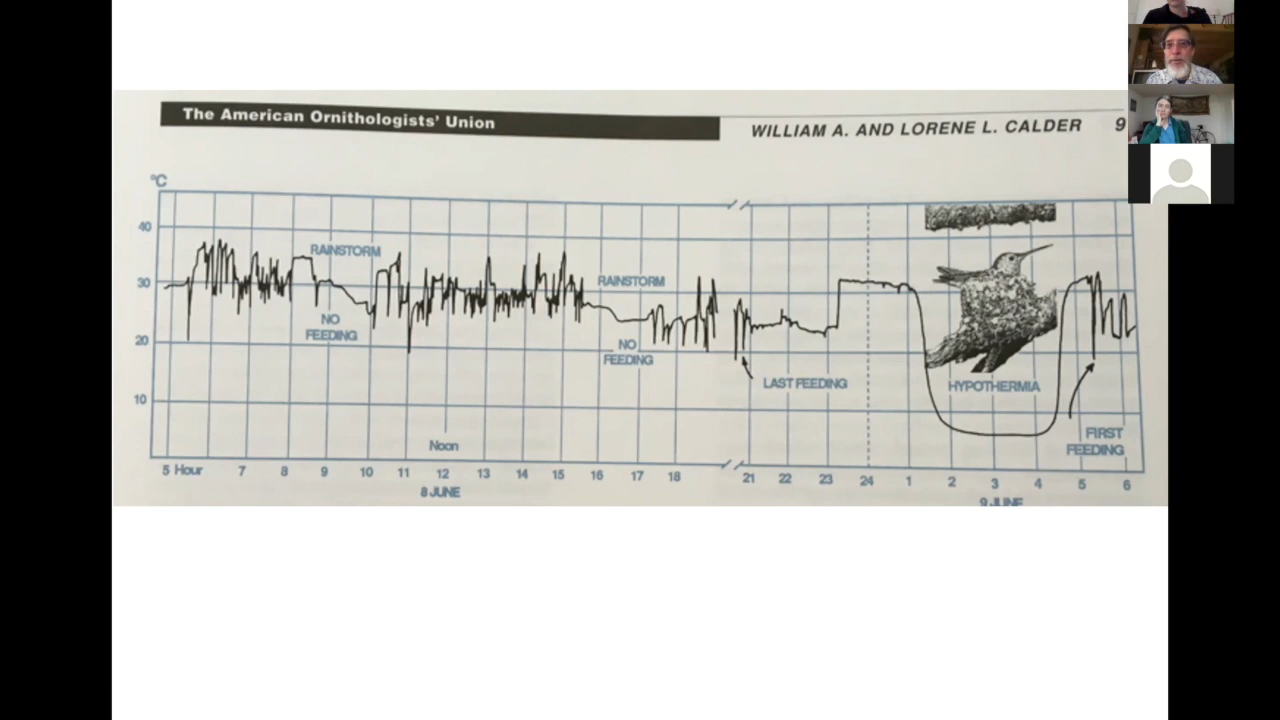 The American Ornithologists' Union
WILLIAM A. AND LORENE L. CALDER 9
°C
40
30
20
10
RAINSTORM
NO
FEEDING
RAINSTORM
NO
FEEDING
LAST FEEDING
HYPOTHERMIA
FIRST
FEEDING
Noon
5 Hour 7 8 9 10 11 12 13 14 15 16 17 18 21 22 23 24 1 2 3 4 5 6
8 JUNE
9 JUNE